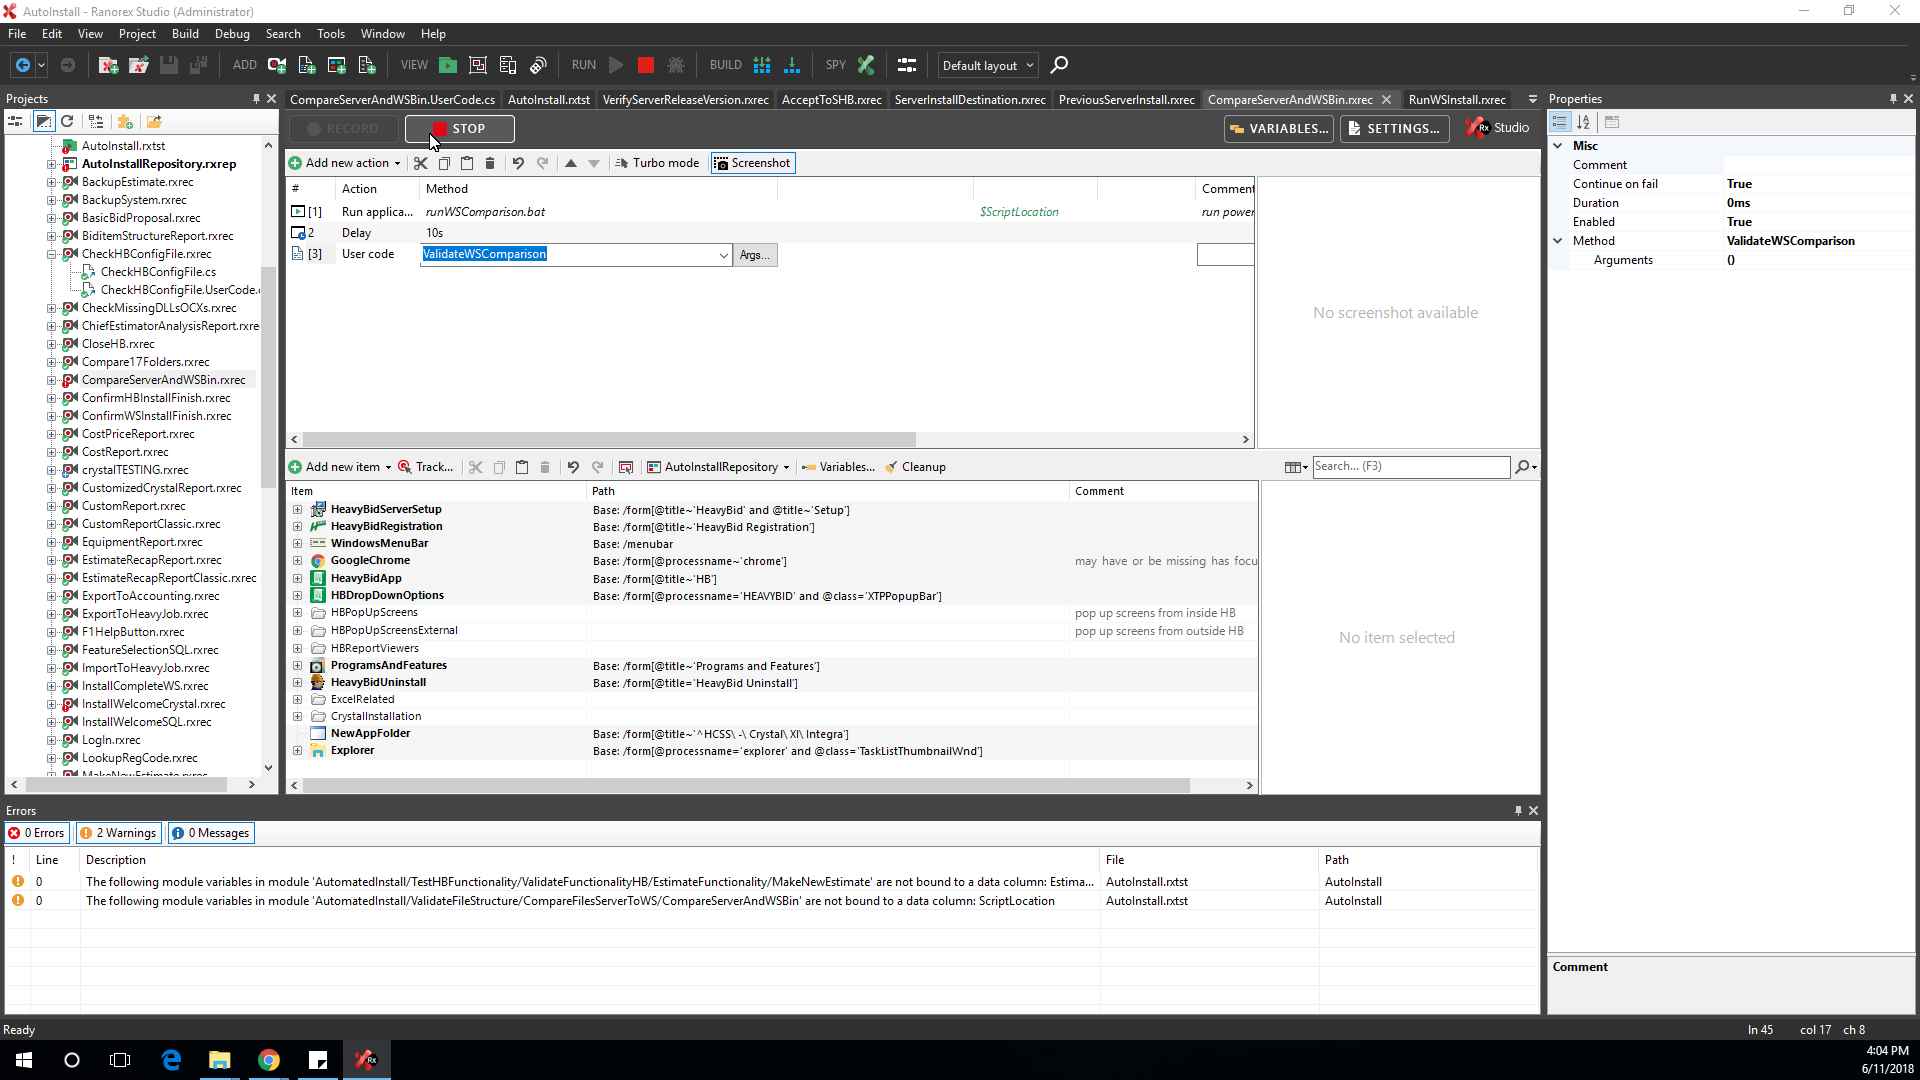 AutoInstall - Ranorex Studio (Administrator)
File Edit View Project Build Debug Search Tools Window Help
ADD VIEW RUN BUILD SPY Default layout
Projects
CompareServerAndWSBin.UserCode.cs AutoInstall.rxtst VerifyServerReleaseVersion.rxrec AcceptToSHB.rxrec ServerInstallDestination.rxrec PreviousServerInstall.rxrec CompareServerAndWSBin.rxrec RunWSInstall.rxrec
Properties
RECORD STOP VARIABLES... SETTINGS... Rx Studio
Add new action Turbo mode Screenshot
# Action Method Comment
[1] Run applica... runWSComparison.bat $ScriptLocation run power
2 Delay 10s
[3] User code ValidateWSComparison Args...
No screenshot available
Misc
Comment
Continue on fail True
Duration 0ms
Enabled True
Method ValidateWSComparison
Arguments ()
AutoInstall.rxtst
AutoInstallRepository.rxrep
BackupEstimate.rxrec
BackupSystem.rxrec
BasicBidProposal.rxrec
BiditemStructureReport.rxrec
CheckHBConfigFile.rxrec
CheckHBConfigFile.cs
CheckHBConfigFile.UserCode.
CheckMissingDLLsOCXs.rxrec
ChiefEstimatorAnalysisReport.rxre
CloseHB.rxrec
Compare17Folders.rxrec
CompareServerAndWSBin.rxrec
ConfirmHBInstallFinish.rxrec
ConfirmWSInstallFinish.rxrec
CostPriceReport.rxrec
CostReport.rxrec
crystalTESTING.rxrec
CustomizedCrystalReport.rxrec
CustomReport.rxrec
CustomReportClassic.rxrec
EquipmentReport.rxrec
EstimateRecapReport.rxrec
EstimateRecapReportClassic.rxrec
ExportToAccounting.rxrec
ExportToHeavyJob.rxrec
F1HelpButton.rxrec
FeatureSelectionSQL.rxrec
ImportToHeavyJob.rxrec
InstallCompleteWS.rxrec
InstallWelcomeCrystal.rxrec
InstallWelcomeSQL.rxrec
LogIn.rxrec
LookupRegCode.rxrec
MakeNewEstimate.rxrec
Add new item Track... AutoInstallRepository Variables... Cleanup Search... (F3)
Item Path Comment
HeavyBidServerSetup Base: /form[@title~'HeavyBid' and @title~'Setup']
HeavyBidRegistration Base: /form[@title~'HeavyBid Registration']
WindowsMenuBar Base: /menubar
GoogleChrome Base: /form[@processname~'chrome'] may have or be missing has focu
HeavyBidApp Base: /form[@title~'HB']
HBDropDownOptions Base: /form[@processname='HEAVYBID' and @class='XTPPopupBar']
HBPopUpScreens pop up screens from inside HB
HBPopUpScreensExternal pop up screens from outside HB
HBReportViewers
ProgramsAndFeatures Base: /form[@title~'Programs and Features']
HeavyBidUninstall Base: /form[@title='HeavyBid Uninstall']
ExcelRelated
CrystalInstallation
NewAppFolder Base: /form[@title~'^HCSS\ -\ Crystal\ XI\ Integra']
Explorer Base: /form[@processname='explorer' and @class='TaskListThumbnailWnd']
No item selected
Errors
0 Errors 2 Warnings 0 Messages
! Line Description File Path
0 The following module variables in module 'AutomatedInstall/TestHBFunctionality/ValidateFunctionalityHB/EstimateFunctionality/MakeNewEstimate' are not bound to a data column: Estima... AutoInstall.rxtst AutoInstall
0 The following module variables in module 'AutomatedInstall/ValidateFileStructure/CompareFilesServerToWS/CompareServerAndWSBin' are not bound to a data column: ScriptLocation AutoInstall.rxtst AutoInstall
Comment
Ready ln 45 col 17 ch 8
4:04 PM
6/11/2018